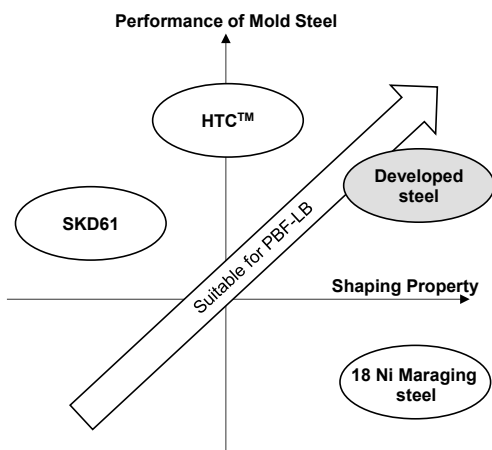 Performance of Mold Steel
HTC™
Developed
steel
SKD61
Suitable for PBF-LB
Shaping Property
18 Ni Maraging
steel